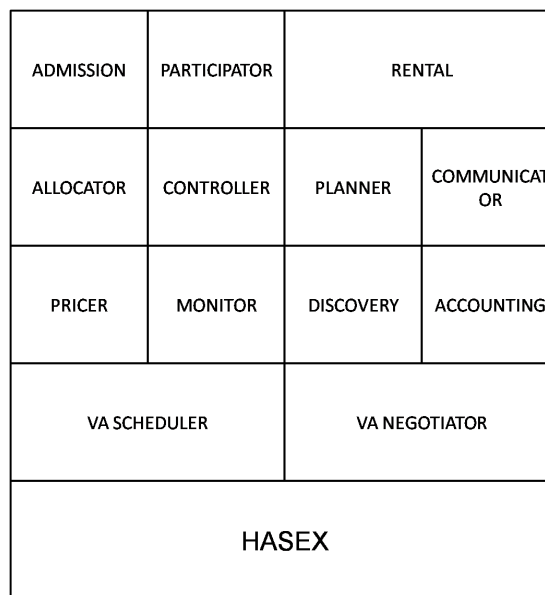 ADMISSION PARTICIPATOR RENTAL
ALLOCATOR CONTROLLER PLANNER COMMUNICAT
OR
PRICER MONITOR DISCOVERY ACCOUNTING
VA SCHEDULER VA NEGOTIATOR
HASEX